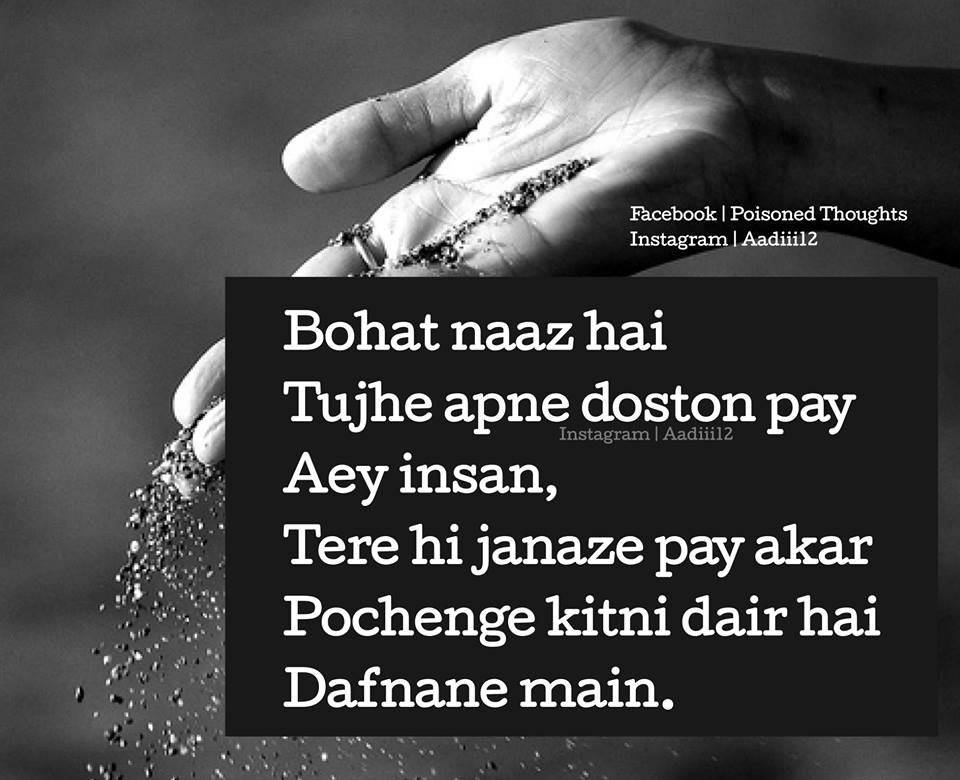 Facebook | Poisoned Thoughts
Instagram | Aadiii12
Bohat naaz hai
Tujhe apne doston pay
Instagram | Aadiii12
Aey insan,
Tere hi janaze pay akar
Pochenge kitni dair hai
Dafnane main.